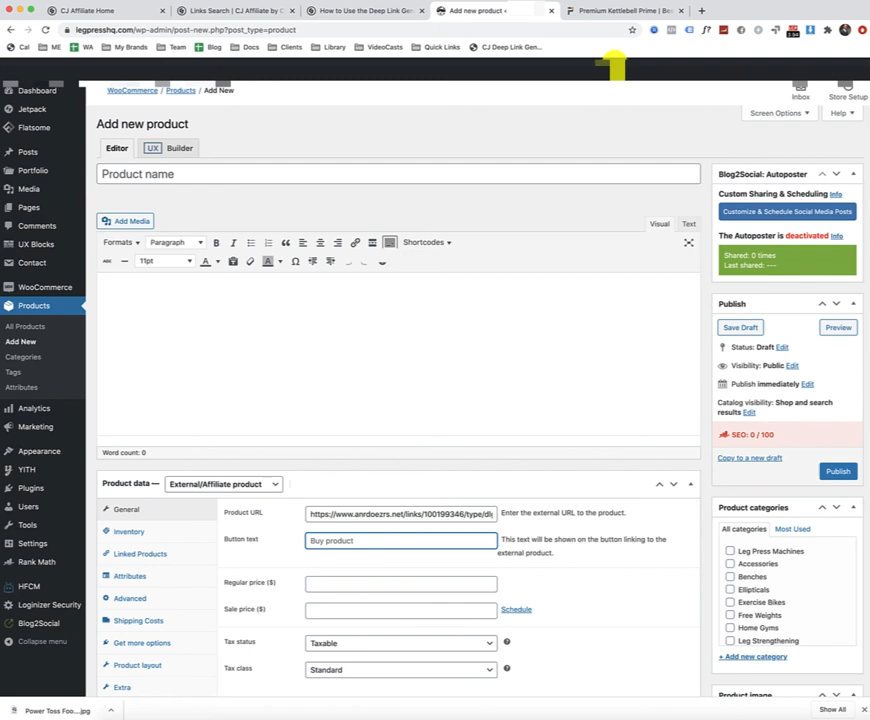 CJ Affiliate Home
Links Search | CJ Affiliate by C
How to Use the Deep Link Gen
Add new product ‹
Premium Kettlebell Prime | Bes
legpresshq.com/wp-admin/post-new.php?post_type=product
Cal
ME
WA
My Brands
Team
Blog
Docs
Clients
Library
VideoCasts
Quick Links
CJ Deep Link Gen...
1
Dashboard
Jetpack
Flatsome
Posts
Portfolio
Media
Pages
Comments
UX Blocks
Contact
WooCommerce
Products
All Products
Add New
Categories
Tags
Attributes
Analytics
Marketing
Appearance
YITH
Plugins
Users
Tools
Settings
Rank Math
HFCM
Loginizer Security
Blog2Social
Collapse menu
WooCommerce › Products › Add New
Inbox
Store Setup
Screen Options
Help
Add new product
Editor
UX Builder
Product name
Add Media
Visual
Text
Formats
Paragraph
Shortcodes
11pt
Word count: 0
Product data —
External/Affiliate product
General
Inventory
Linked Products
Attributes
Advanced
Shipping Costs
Get more options
Product layout
Extra
Product URL
https://www.anrdoezrs.net/links/100199346/type/dl
Enter the external URL to the product.
Button text
Buy product
This text will be shown on the button linking to the
external product.
Regular price ($)
Sale price ($)
Schedule
Tax status
Taxable
Tax class
Standard
Blog2Social: Autoposter
Custom Sharing & Scheduling Info
Customize & Schedule Social Media Posts
The Autoposter is deactivated Info
Shared: 0 times
Last shared: ---
Publish
Save Draft
Preview
Status: Draft Edit
Visibility: Public Edit
Publish immediately Edit
Catalog visibility: Shop and search
results Edit
SEO: 0 / 100
Copy to a new draft
Publish
Product categories
All categories
Most Used
Leg Press Machines
Accessories
Benches
Ellipticals
Exercise Bikes
Free Weights
Home Gyms
Leg Strengthening
+ Add new category
Product image
Power Toss Foo....jpg
Show All